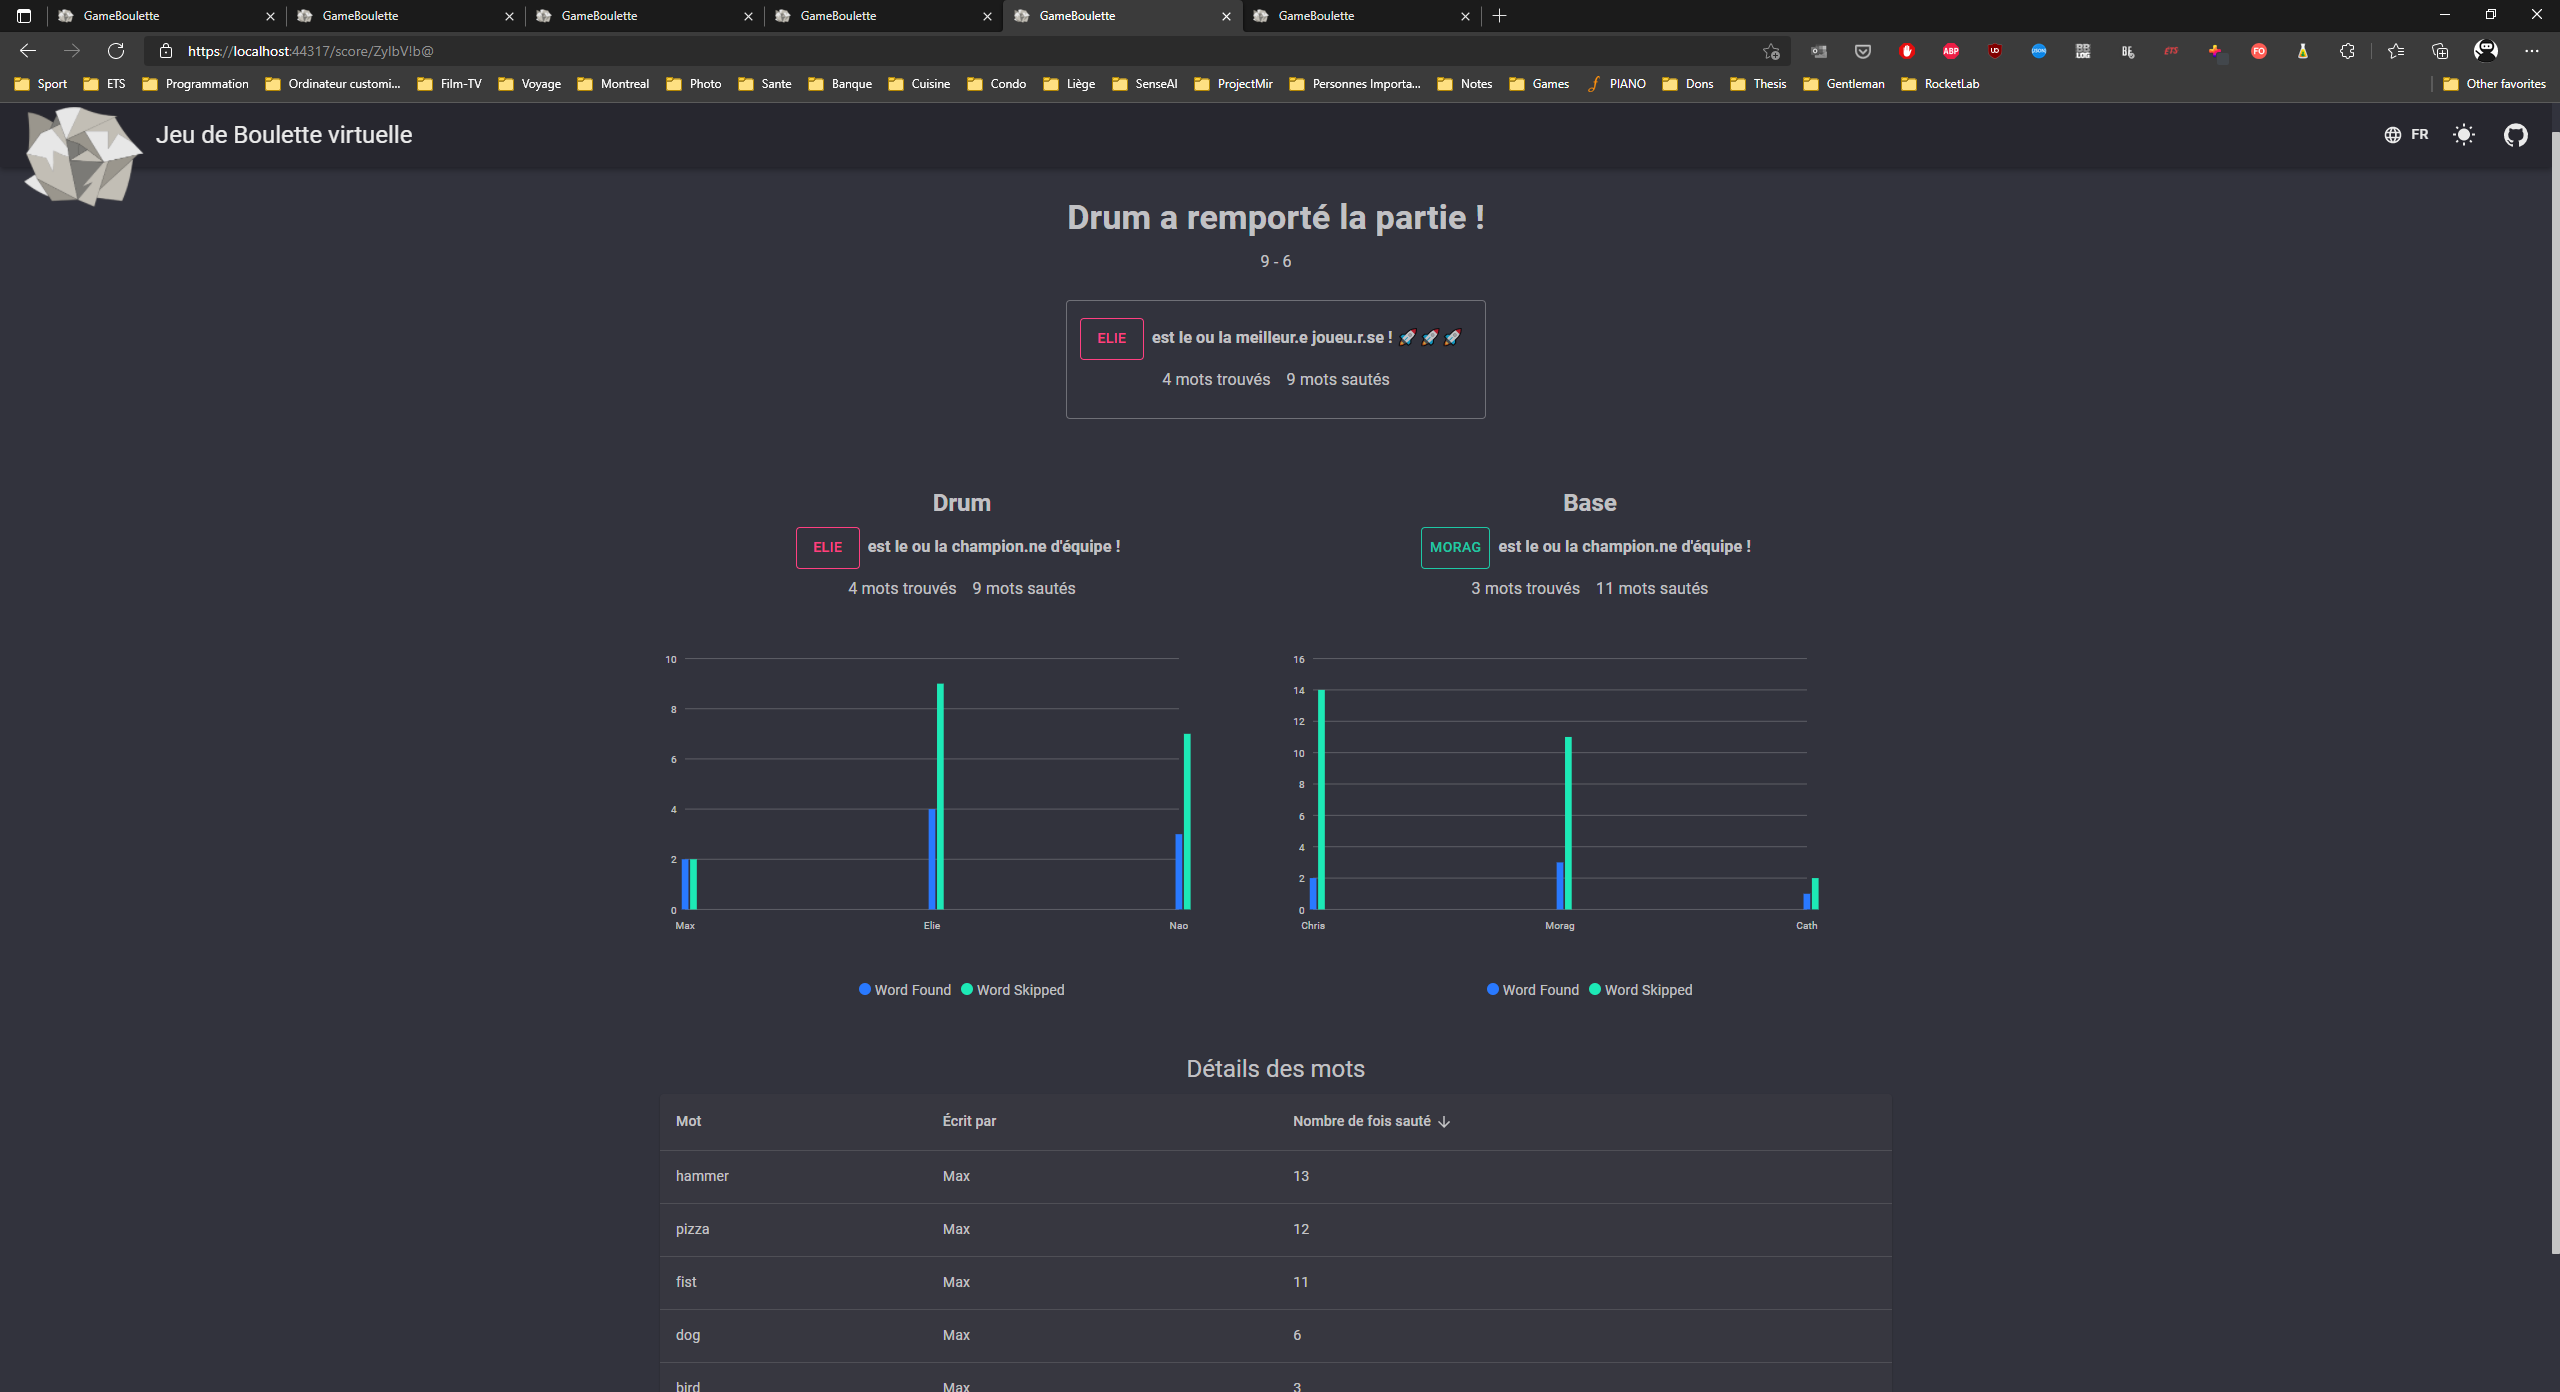 GameBoulette GameBoulette GameBoulette GameBoulette GameBoulette GameBoulette
https://localhost:44317/score/ZyIbV!b@
Sport ETS Programmation Ordinateur customi... Film-TV Voyage Montreal Photo Sante Banque Cuisine Condo Liège SenseAI ProjectMir Personnes Importa... Notes Games PIANO Dons Thesis Gentleman RocketLab Other favorites
Jeu de Boulette virtuelle FR
Drum a remporté la partie !
9 - 6
ELIE est le ou la meilleur.e joueu.r.se ! 🚀🚀🚀
4 mots trouvés 9 mots sautés
Drum
ELIE est le ou la champion.ne d'équipe !
4 mots trouvés 9 mots sautés
10
8
6
4
2
0
Max Elie Nao
Word Found Word Skipped
Base
MORAG est le ou la champion.ne d'équipe !
3 mots trouvés 11 mots sautés
16
14
12
10
8
6
4
2
0
Chris Morag Cath
Word Found Word Skipped
Détails des mots
Mot Écrit par Nombre de fois sauté
hammer Max 13
pizza Max 12
fist Max 11
dog Max 6
bird Max 3